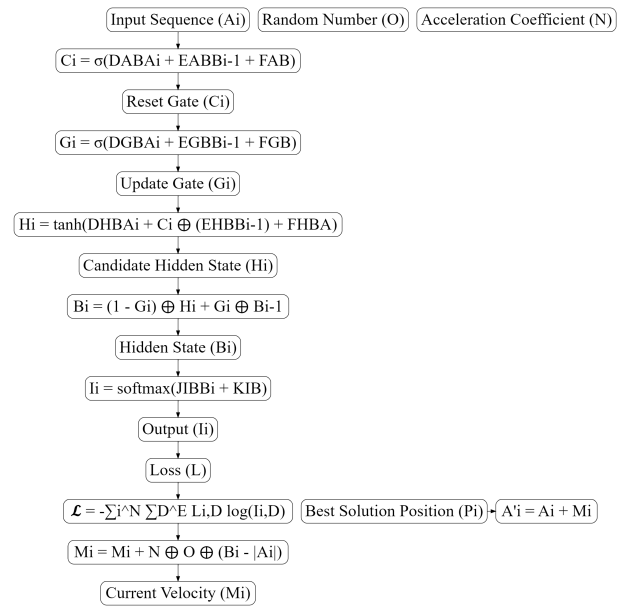 Input Sequence (Ai)
Random Number (O)
Acceleration Coefficient (N)
Ci = σ(DABAi + EABBi-1 + FAB)
Reset Gate (Ci)
Gi = σ(DGBAi + EGBBi-1 + FGB)
Update Gate (Gi)
Hi = tanh(DHBAi + Ci ⊕ (EHBBi-1) + FHBA)
Candidate Hidden State (Hi)
Bi = (1 - Gi) ⊕ Hi + Gi ⊕ Bi-1
Hidden State (Bi)
Ii = softmax(JIBBi + KIB)
Output (Ii)
Loss (L)
𝓛 = -∑i^N ∑D^E Li,D log(Ii,D)
Best Solution Position (Pi)
A'i = Ai + Mi
Mi = Mi + N ⊕ O ⊕ (Bi - |Ai|)
Current Velocity (Mi)